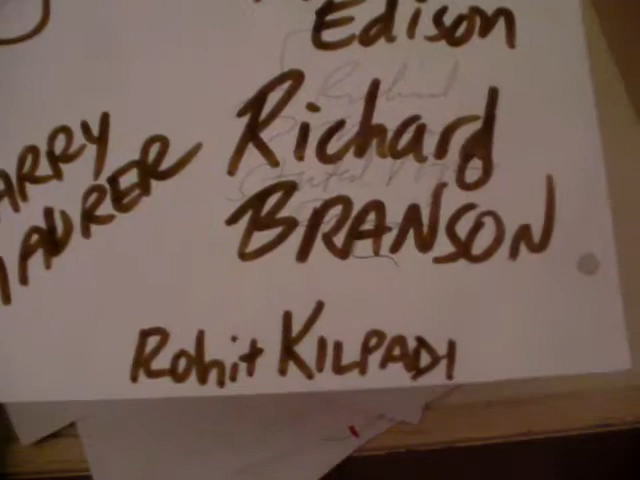 Edison
Richard
BRANSON
ARRY
AURER
Rohit KILPADI